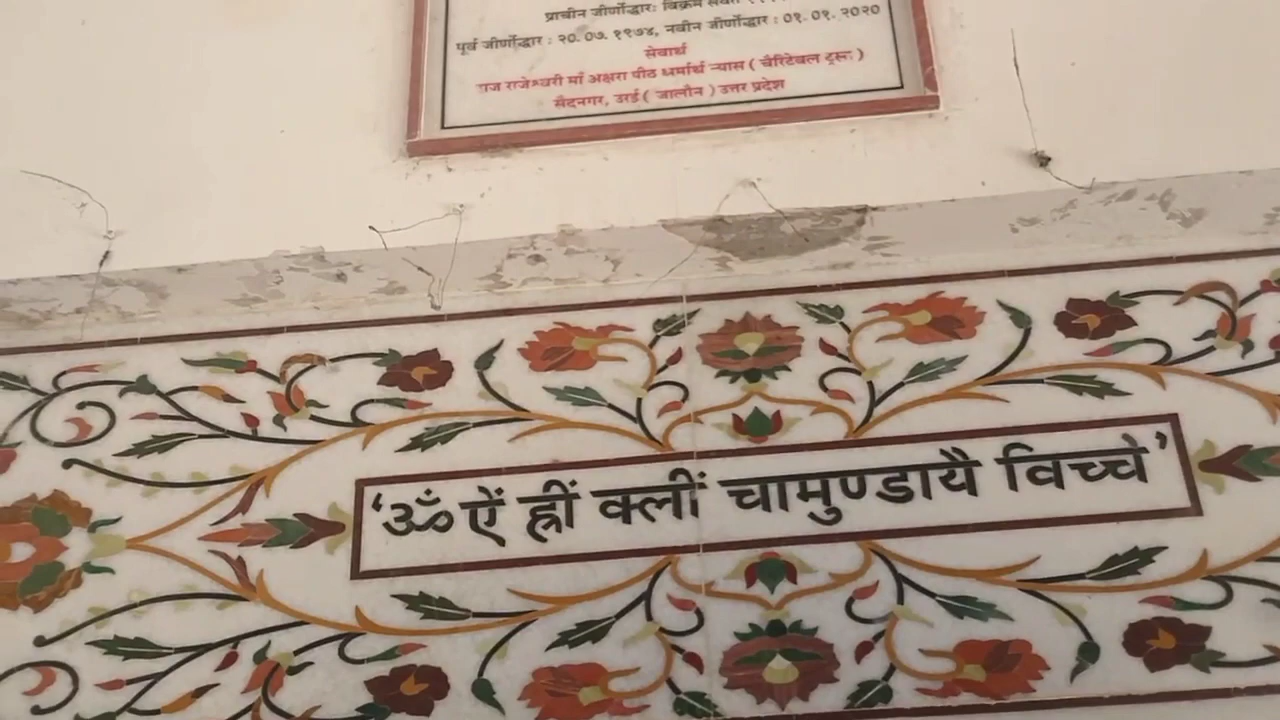 प्राचीन जीर्णोद्धारः विक्रम संवत
पूर्व जीर्णोद्धार : २०. ०७. १९७४, नवीन जीर्णोद्धार : ०१. ०१. २०२०
सेवार्थ
राज राजेश्वरी माँ अक्षरा पीठ धर्मार्थ न्यास ( चैरिटेबल ट्रस्ट )
सैदनगर, उरई ( जालौन ) उत्तर प्रदेश
‘ॐ ऐं ह्रीं क्लीं चामुण्डायै विच्चे’